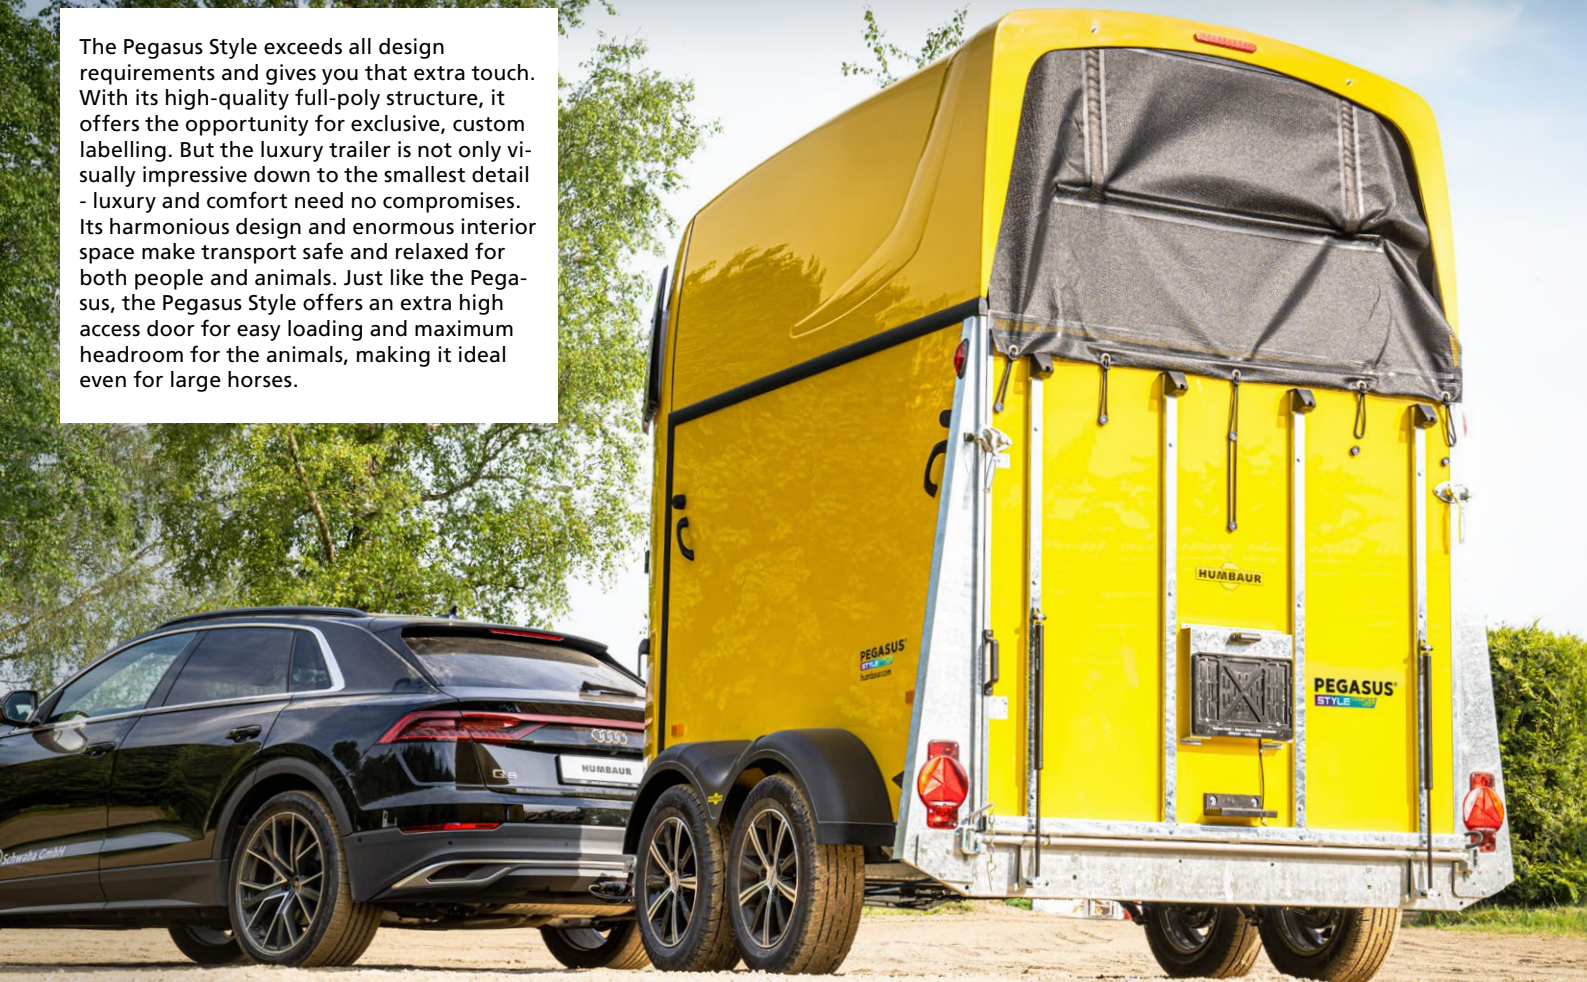 The Pegasus Style exceeds all design
requirements and gives you that extra touch.
With its high-quality full-poly structure, it
offers the opportunity for exclusive, custom
labelling. But the luxury trailer is not only vi-
sually impressive down to the smallest detail
- luxury and comfort need no compromises.
Its harmonious design and enormous interior
space make transport safe and relaxed for
both people and animals. Just like the Pega-
sus, the Pegasus Style offers an extra high
access door for easy loading and maximum
headroom for the animals, making it ideal
even for large horses.
HUMBAUR
PEGASUS®
STYLE
humbaur.com
PEGASUS®
STYLE
Q8
HUMBAUR
Schwaba GmbH